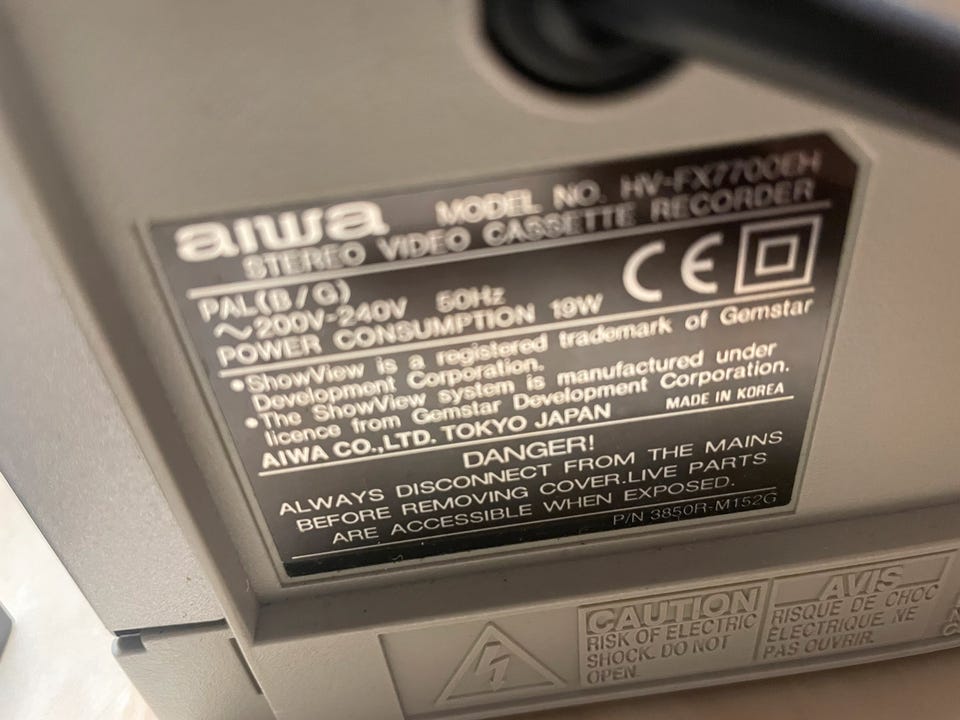 aiwa MODEL NO. HV-FX7700EH
STEREO VIDEO CASSETTE RECORDER
PAL(B/G)
～200V-240V 50Hz
POWER CONSUMPTION 19W
CE
•ShowView is a registered trademark of Gemstar
Development Corporation.
•The ShowView system is manufactured under
licence from Gemstar Development Corporation.
AIWA CO.,LTD. TOKYO JAPAN MADE IN KOREA
DANGER!
ALWAYS DISCONNECT FROM THE MAINS
BEFORE REMOVING COVER.LIVE PARTS
ARE ACCESSIBLE WHEN EXPOSED.
P/N 3850R-M152G
CAUTION
RISK OF ELECTRIC
SHOCK. DO NOT
OPEN.
AVIS
RISQUE DE CHOC
ÉLECTRIQUE. NE
PAS OUVRIR.